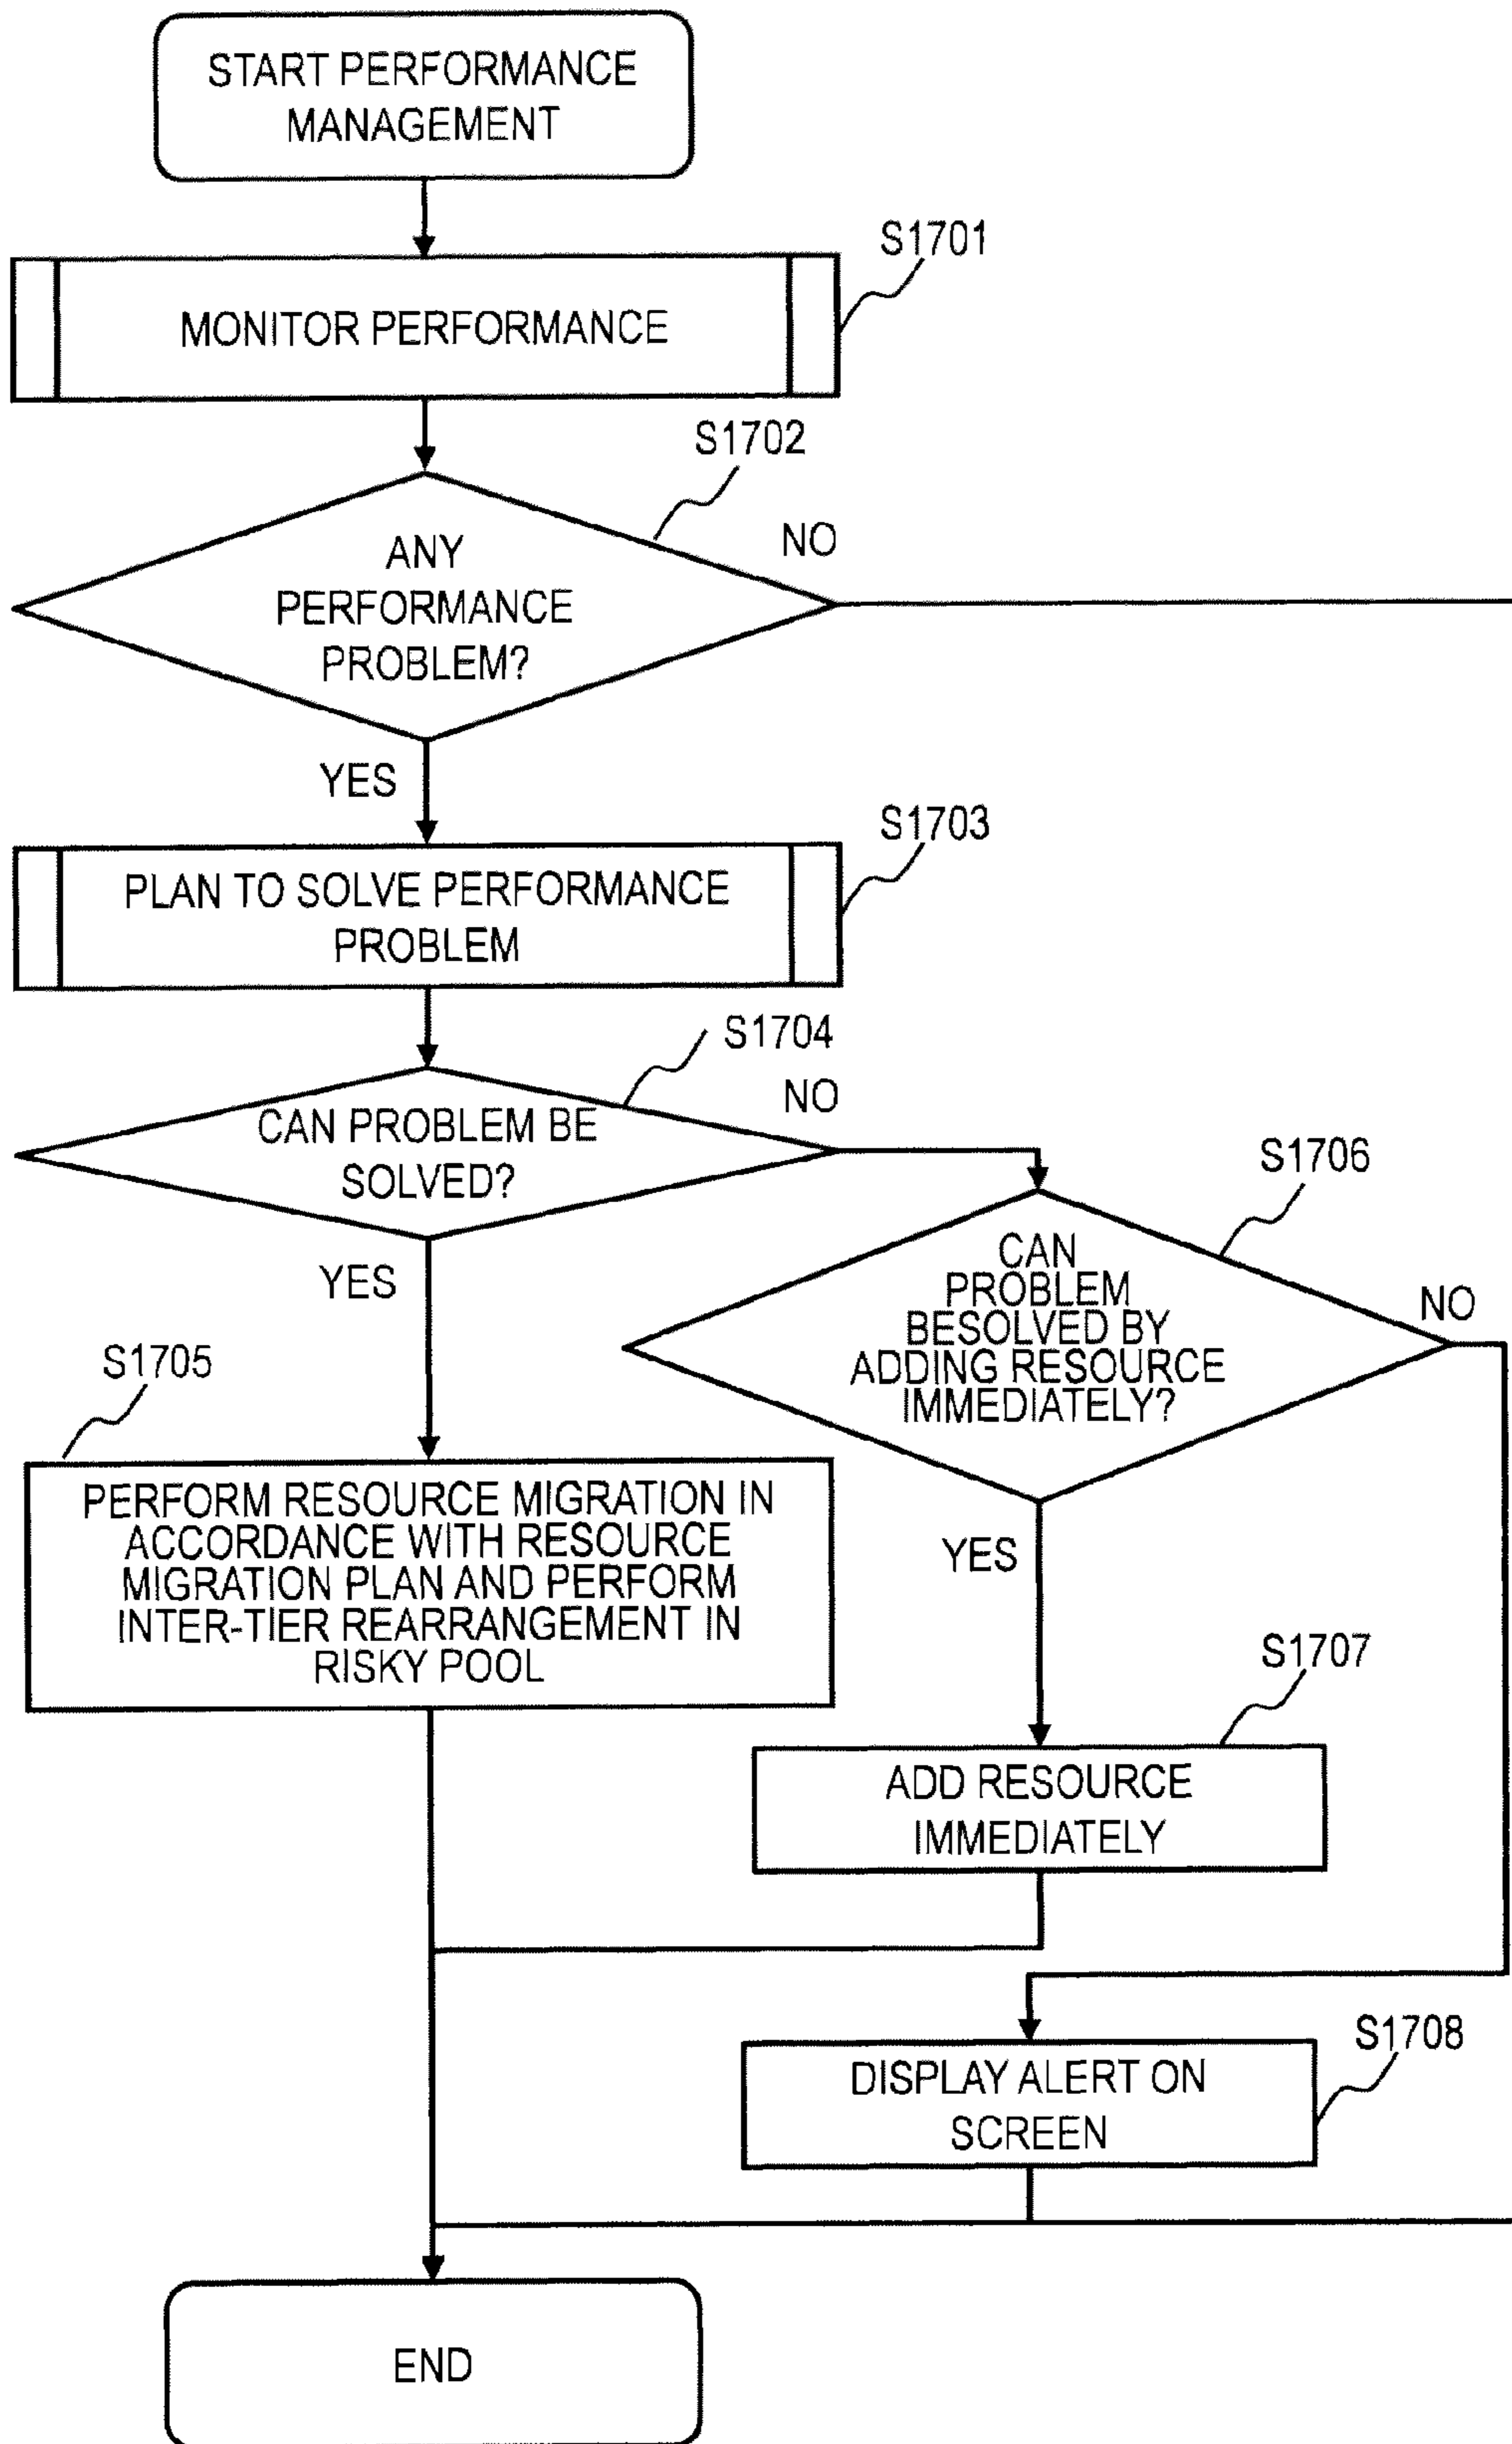 START PERFORMANCE
MANAGEMENT
S1701
MONITOR PERFORMANCE
S1702
ANY
PERFORMANCE
PROBLEM?
NO
YES
S1703
PLAN TO SOLVE PERFORMANCE
PROBLEM
S1704
CAN PROBLEM BE
SOLVED?
NO
YES
S1706
CAN
PROBLEM
BESOLVED BY
ADDING RESOURCE
IMMEDIATELY?
NO
YES
S1705
PERFORM RESOURCE MIGRATION IN
ACCORDANCE WITH RESOURCE
MIGRATION PLAN AND PERFORM
INTER-TIER REARRANGEMENT IN
RISKY POOL
S1707
ADD RESOURCE
IMMEDIATELY
S1708
DISPLAY ALERT ON
SCREEN
END